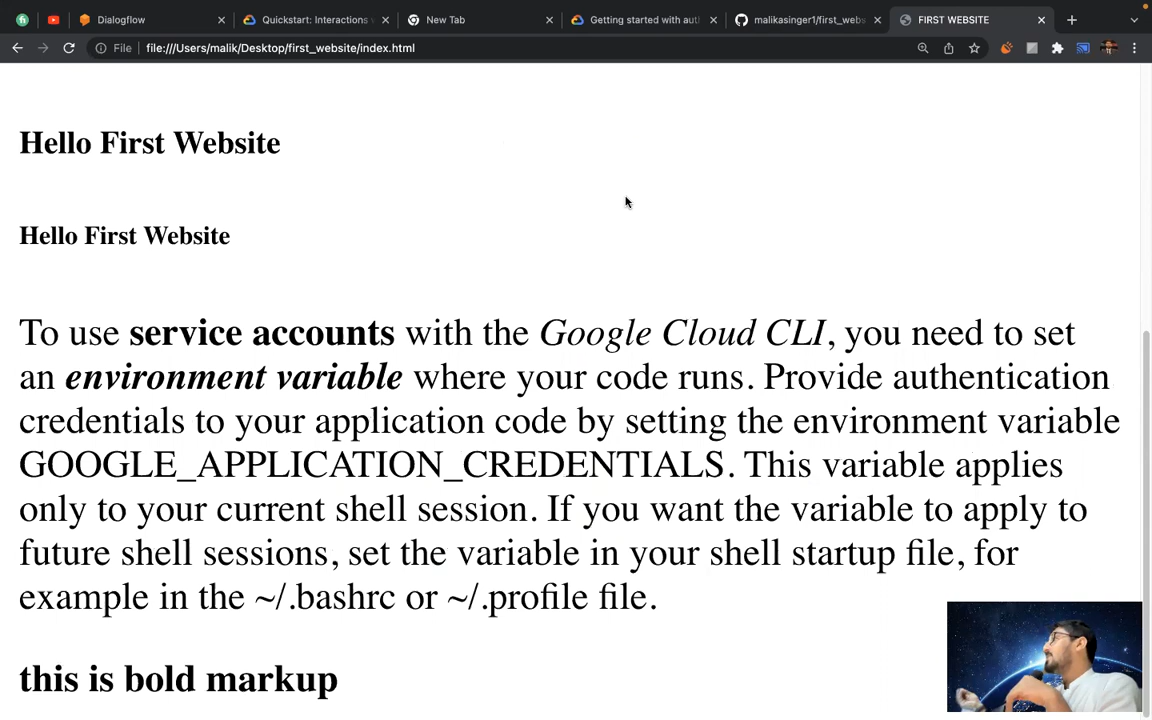 Dialogflow
Quickstart: Interactions
New Tab
Getting started with aut
malikasinger1/first_webs
FIRST WEBSITE
File
file:///Users/malik/Desktop/first_website/index.html
Hello First Website
Hello First Website
To use service accounts with the Google Cloud CLI, you need to set
an environment variable where your code runs. Provide authentication
credentials to your application code by setting the environment variable
GOOGLE_APPLICATION_CREDENTIALS. This variable applies
only to your current shell session. If you want the variable to apply to
future shell sessions, set the variable in your shell startup file, for
example in the ~/.bashrc or ~/.profile file.
this is bold markup